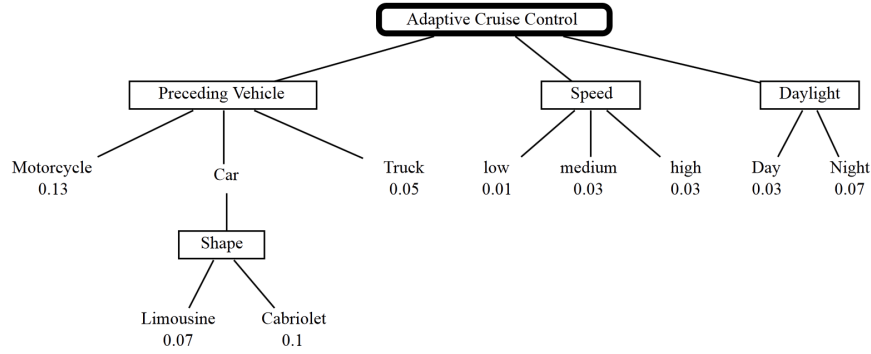 Adaptive Cruise Control
Preceding Vehicle
Speed
Daylight
Motorcycle
0.13
Car
Truck
0.05
low
0.01
medium
0.03
high
0.03
Day
0.03
Night
0.07
Shape
Limousine
0.07
Cabriolet
0.1